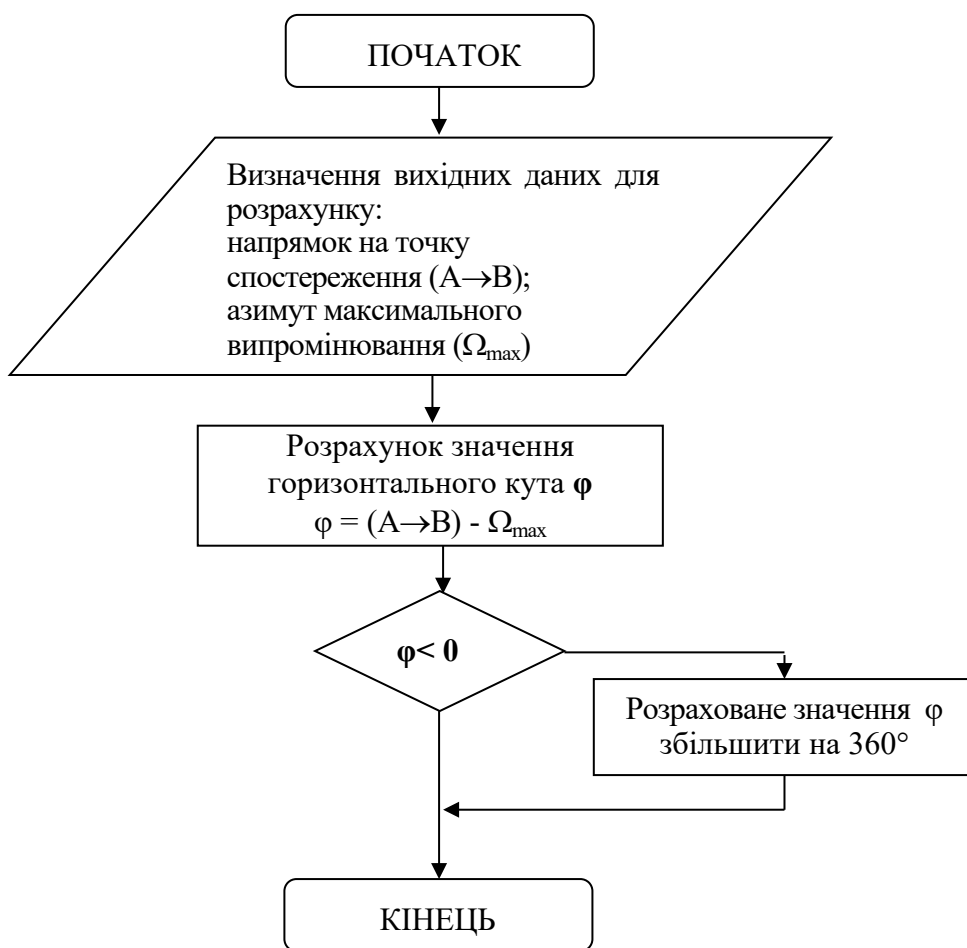 ПОЧАТОК
Визначення вихідних даних для
розрахунку:
напрямок на точку
спостереження (А→В);
азимут максимального
випромінювання (Ωmax)
Розрахунок значення
горизонтального кута φ
φ = (А→В) - Ωmax
φ< 0
Розраховане значення φ
збільшити на 360°
КІНЕЦЬ